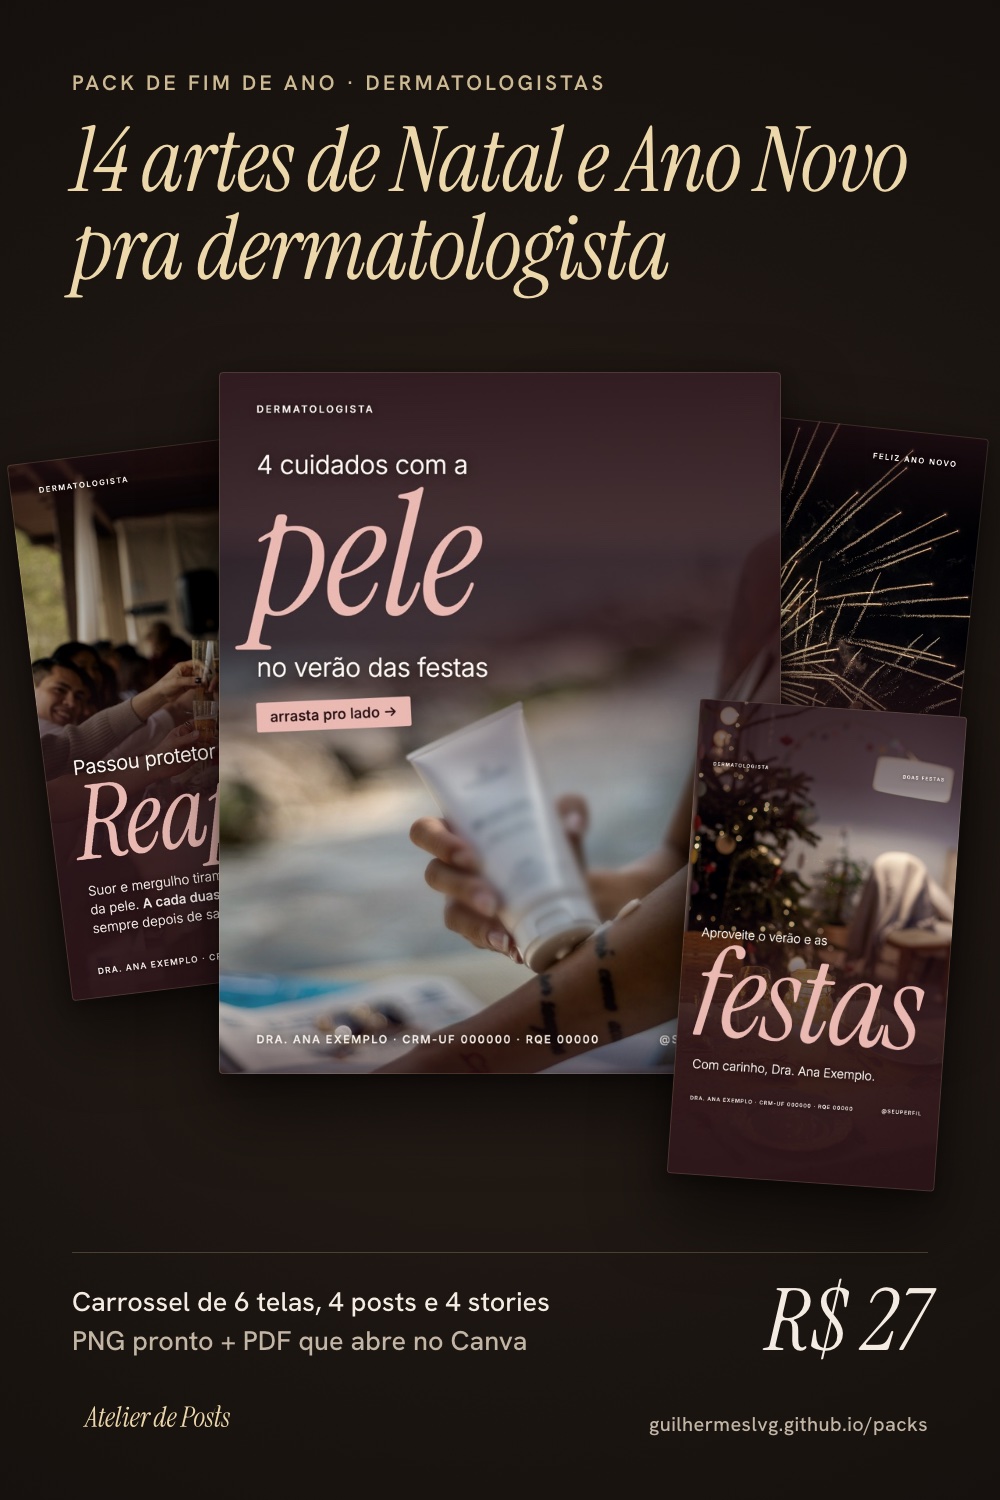 PACK DE FIM DE ANO · DERMATOLOGISTAS
14 artes de Natal e Ano Novo
pra dermatologista
DERMATOLOGISTA
Passou protetor
Suor e mergulho
da pele. A cada duas
sempre depois de
DRA. ANA EXEMPLO ·
DERMATOLOGISTA
4 cuidados com a
pele
no verão das festas
arrasta pro lado →
DRA. ANA EXEMPLO · CRM-UF 000000 · RQE 00000
FELIZ ANO NOVO
DERMATOLOGISTA
BOAS FESTAS
Aproveite o verão e as
festas
Com carinho, Dra. Ana Exemplo.
DRA. ANA EXEMPLO · CRM-UF 000000 · RQE 00000
@SEUPERFIL
Carrossel de 6 telas, 4 posts e 4 stories
PNG pronto + PDF que abre no Canva
R$ 27
Atelier de Posts
guilhermeslvg.github.io/packs